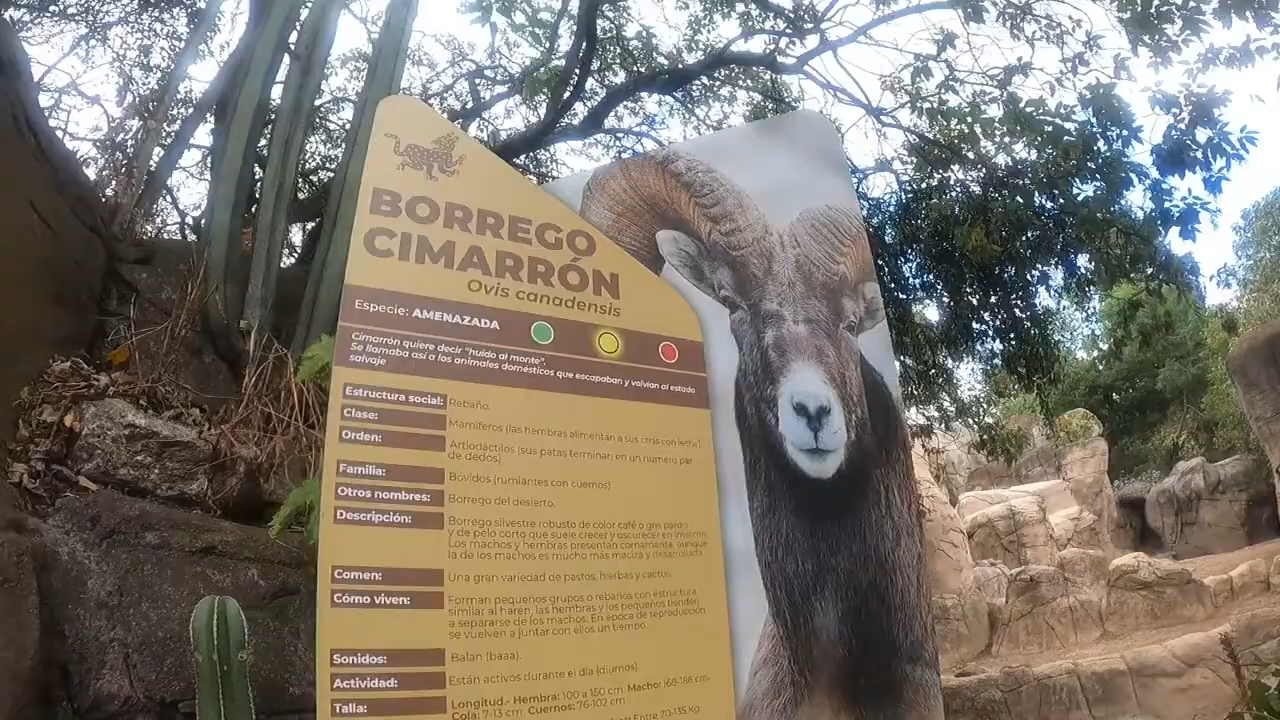 BORREGO
CIMARRÓN
Ovis canadensis
Especie: AMENAZADA
Cimarrón quiere decir "huido al monte".
Se llamaba así a los animales domésticos que escapaban y volvían al estado
salvaje
Estructura social: Rebaño.
Clase: Mamíferos (las hembras alimentan a sus crías con leche)
Orden: Artiodáctilos (sus patas terminan en un número par
de dedos)
Familia: Bóvidos (rumiantes con cuernos)
Otros nombres: Borrego del desierto.
Descripción: Borrego silvestre robusto de color café o gris pardo
y de pelo corto que suele crecer y oscurecer en invierno.
Los machos y hembras presentan cornamenta, aunque
la de los machos es mucho más maciza y desarrollada.
Comen: Una gran variedad de pastos, hierbas y cactus.
Cómo viven: Forman pequeños grupos o rebaños con estructura
similar al harén, las hembras y los pequeños tienden
a separarse de los machos. En época de reproducción
se vuelven a juntar con ellos un tiempo.
Sonidos: Balan (baaa).
Actividad: Están activos durante el día (diurnos).
Talla: Longitud.- Hembra: 100 a 150 cm. Macho: 168-186 cm.
Cola: 7-13 cm. Cuernos: 76-102 cm
Entre 70-135 Kg